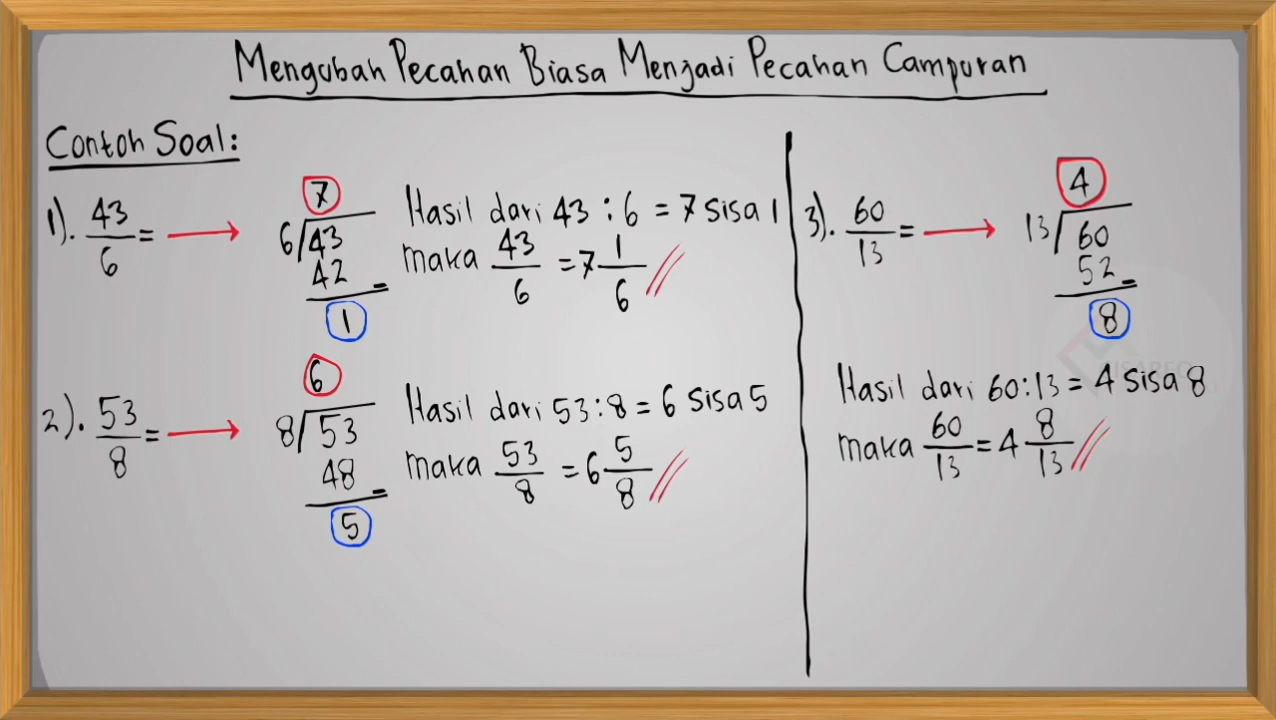 Mengubah Pecahan Biasa Menjadi Pecahan Campuran
Contoh Soal:
1). 43/6 =
7
6 43
42 -
1
Hasil dari 43 : 6 = 7 sisa 1
maka 43/6 = 7 1/6 //
2). 53/8 =
6
8 53
48 -
5
Hasil dari 53 : 8 = 6 sisa 5
maka 53/8 = 6 5/8 //
3). 60/13 =
4
13 60
52 -
8
Hasil dari 60 : 13 = 4 sisa 8
maka 60/13 = 4 8/13 //